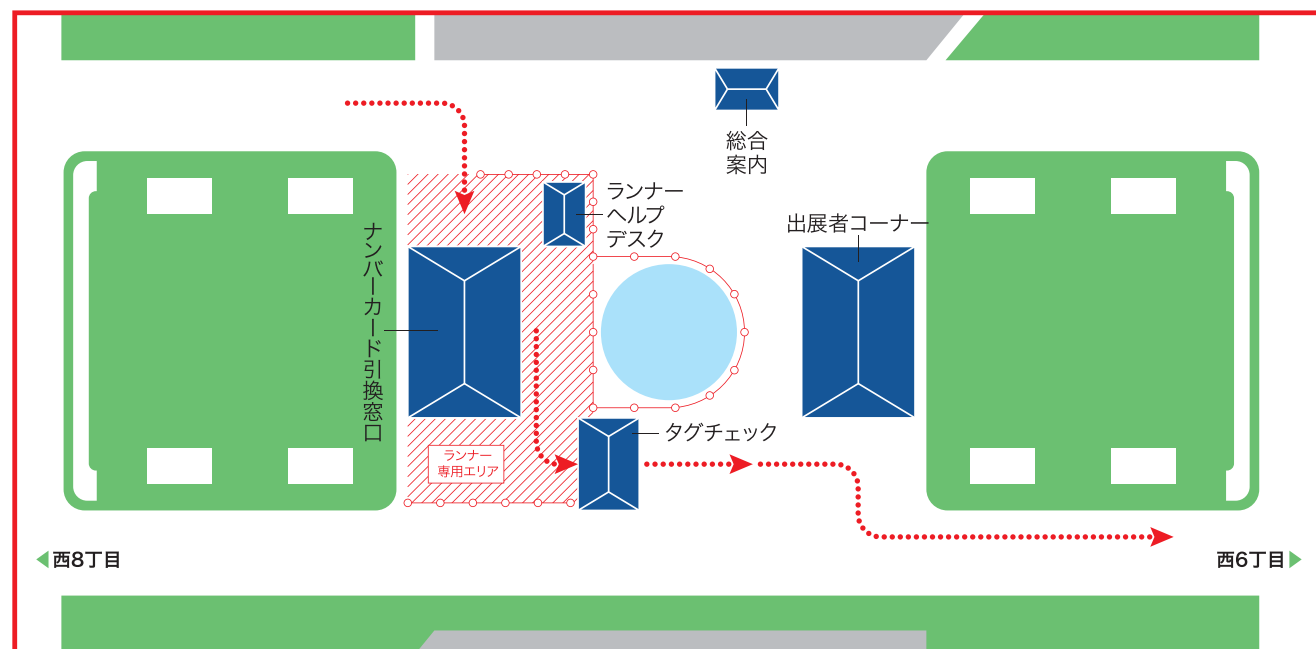 総合
案内
ランナー
ヘルプ
デスク
出展者コーナー
ナンバーカード引換窓口
タグチェック
ランナー
専用エリア
西8丁目
西6丁目